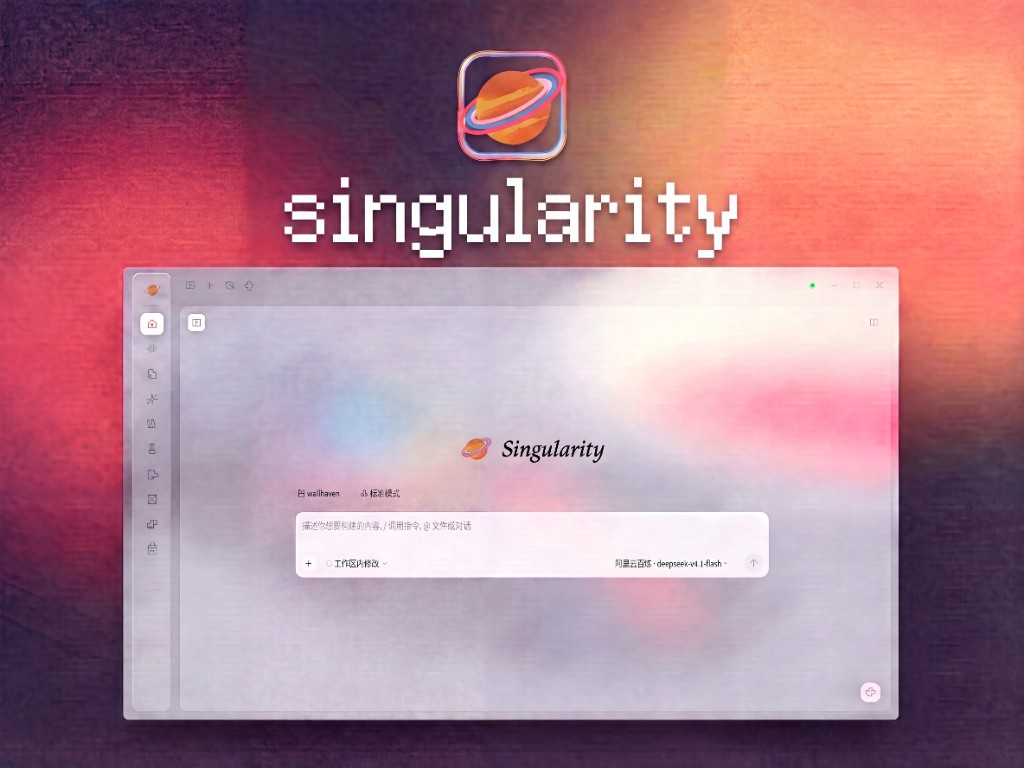 singularity
Singularity
wallhaven 标准模式
描述你想要构建的内容, / 调用指令, @ 文件或对话
工作区内修改 阿里云百炼 · deepseek-v4.1-flash